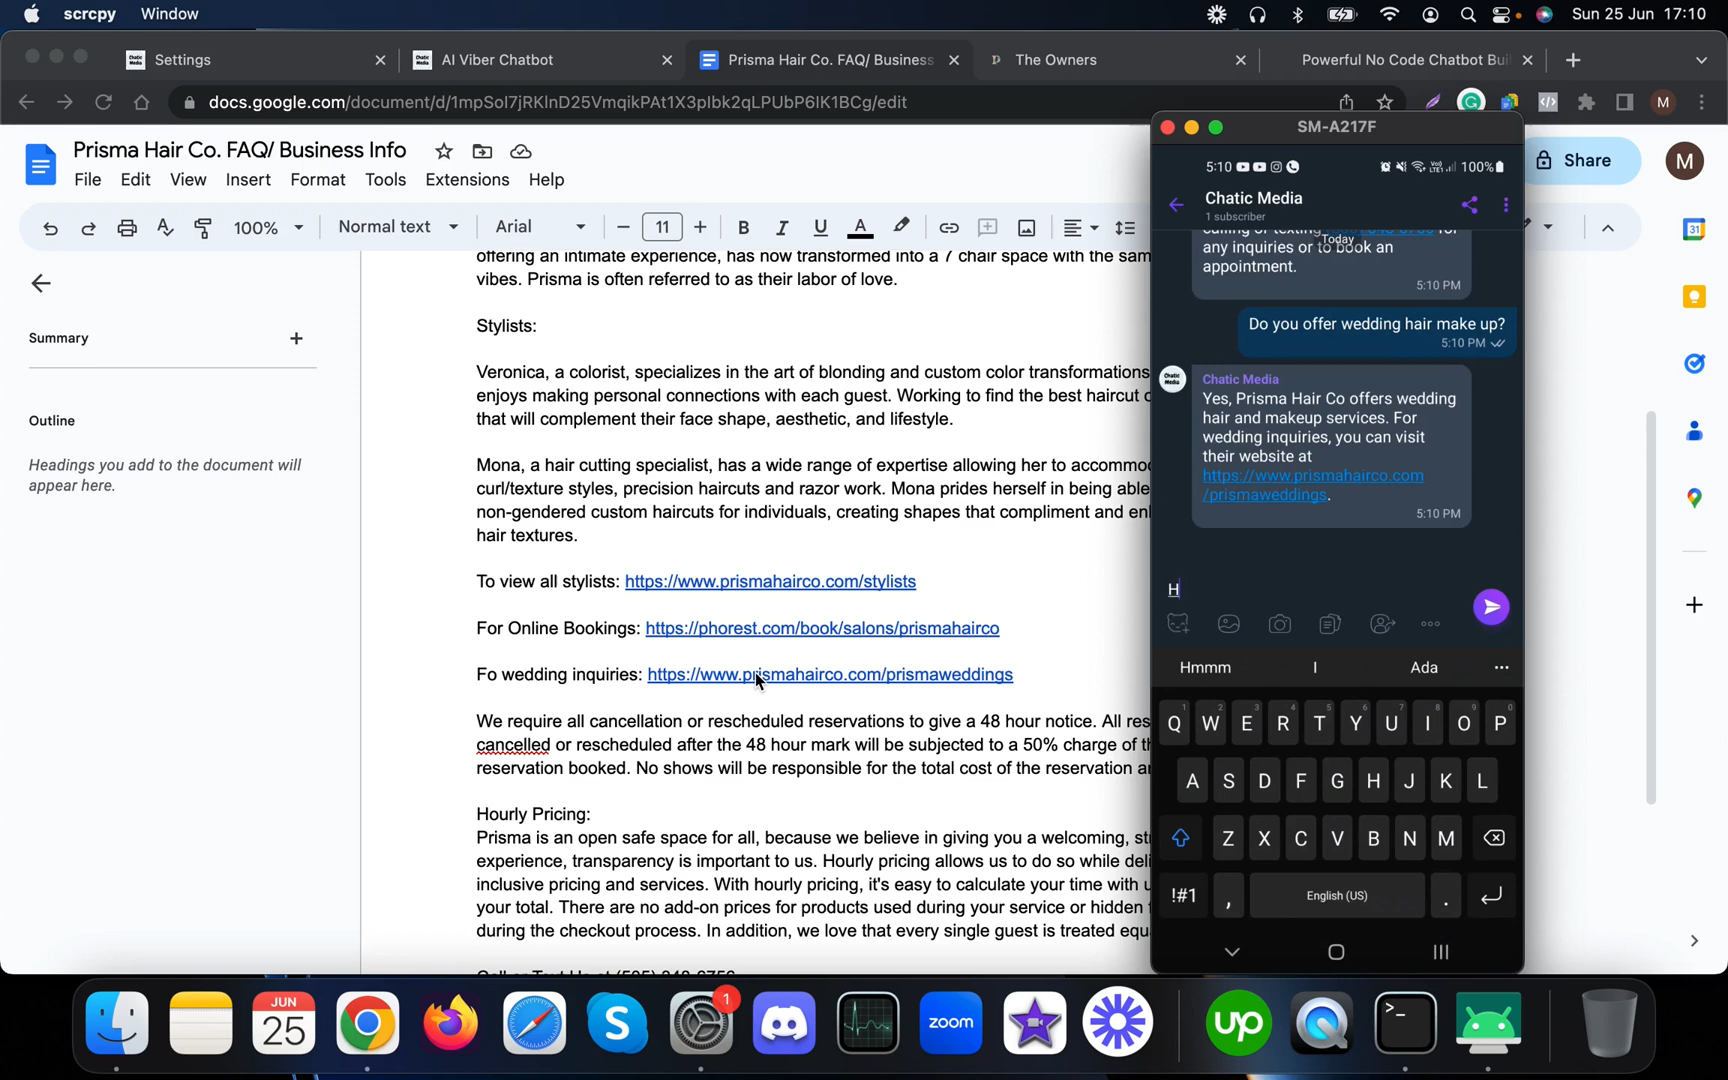 scrcpy Window Sun 25 Jun 17:10
Settings AI Viber Chatbot Prisma Hair Co. FAQ/ Business The Owners Powerful No Code Chatbot Buil
docs.google.com/document/d/1mpSol7jRKlnD25VmqikPAt1X3plbk2qLPUbP6IK1BCg/edit M
Prisma Hair Co. FAQ/ Business Info
File Edit View Insert Format Tools Extensions Help
Share M
100% Normal text Arial 11 B I U A
Summary
Outline
Headings you add to the document will
appear here.
offering an intimate experience, has now transformed into a 7 chair space with the sam
vibes. Prisma is often referred to as their labor of love.
Stylists:
Veronica, a colorist, specializes in the art of blonding and custom color transformations
enjoys making personal connections with each guest. Working to find the best haircut
that will complement their face shape, aesthetic, and lifestyle.
Mona, a hair cutting specialist, has a wide range of expertise allowing her to accommo
curl/texture styles, precision haircuts and razor work. Mona prides herself in being able
non-gendered custom haircuts for individuals, creating shapes that compliment and en
hair textures.
To view all stylists: https://www.prismahairco.com/stylists
For Online Bookings: https://phorest.com/book/salons/prismahairco
Fo wedding inquiries: https://www.prismahairco.com/prismaweddings
We require all cancellation or rescheduled reservations to give a 48 hour notice. All res
cancelled or rescheduled after the 48 hour mark will be subjected to a 50% charge of th
reservation booked. No shows will be responsible for the total cost of the reservation a
Hourly Pricing:
Prisma is an open safe space for all, because we believe in giving you a welcoming, st
experience, transparency is important to us. Hourly pricing allows us to do so while deli
inclusive pricing and services. With hourly pricing, it's easy to calculate your time with u
your total. There are no add-on prices for products used during your service or hidden
during the checkout process. In addition, we love that every single guest is treated equ
SM-A217F
5:10 100%
Chatic Media
1 subscriber
Today
any inquiries or to book an
appointment.
5:10 PM
Do you offer wedding hair make up?
5:10 PM
Chatic Media
Yes, Prisma Hair Co offers wedding
hair and makeup services. For
wedding inquiries, you can visit
their website at
https://www.prismahairco.com
/prismaweddings.
5:10 PM
H
Hmmm I Ada
1 2 3 4 5 6 7 8 9 0
Q W E R T Y U I O P
A S D F G H J K L
Z X C V B N M
!#1 , English (US) .
JUN
25
1
S
zoom
up